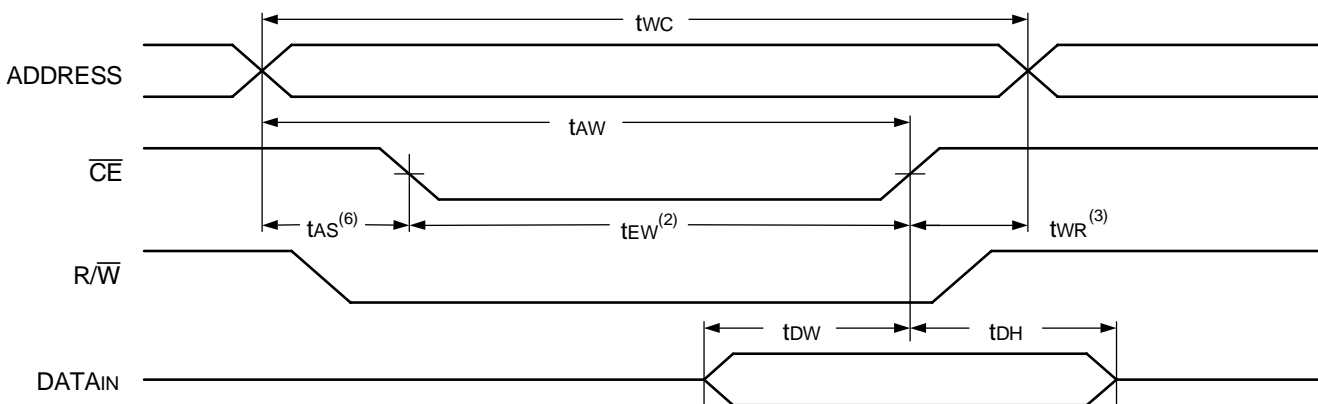 tWC
ADDRESS
tAW
CE
tAS(6)
tEW(2)
tWR(3)
R/W
tDW
tDH
DATAIN